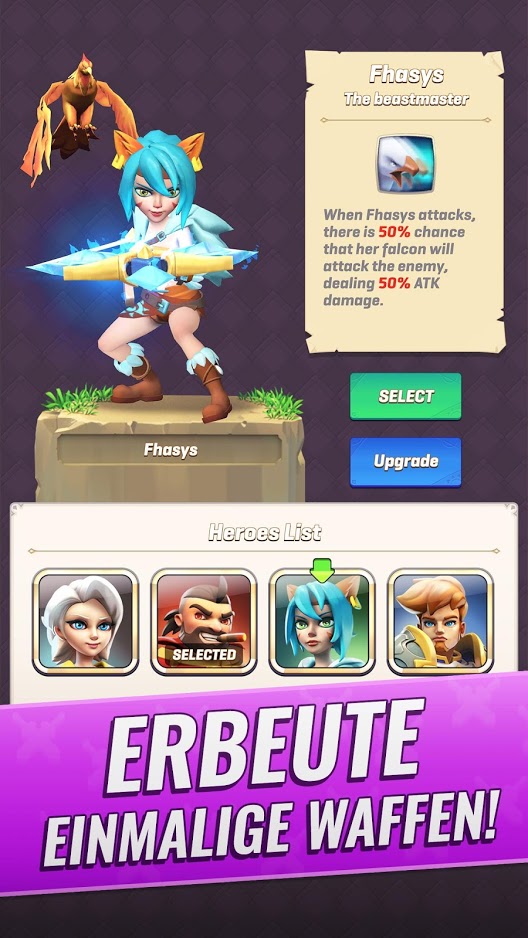 Fhasys
The beastmaster
When Fhasys attacks,
there is 50% chance
that her falcon will
attack the enemy,
dealing 50% ATK
damage.
SELECT
Upgrade
Fhasys
Heroes List
SELECTED
ERBEUTE
EINMALIGE WAFFEN!